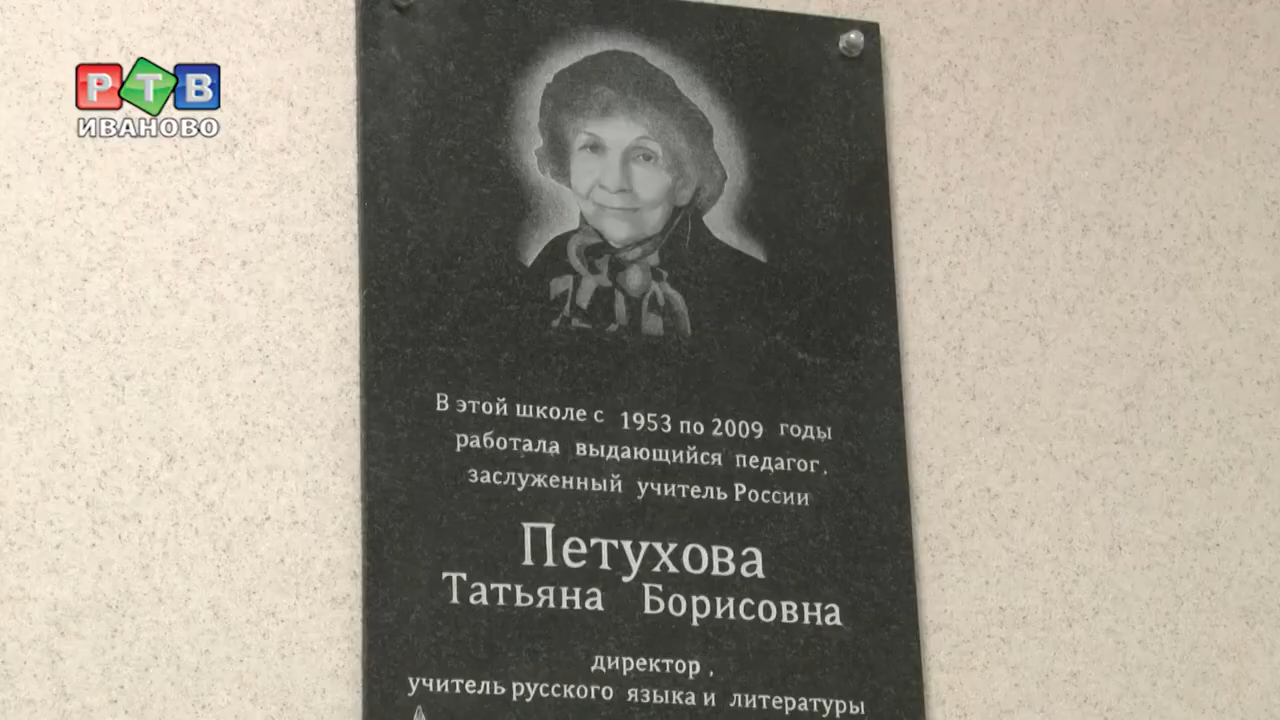 РТВ
ИВАНОВО
В этой школе с 1953 по 2009 годы
работала выдающийся педагог,
заслуженный учитель России
Петухова
Татьяна Борисовна
директор,
учитель русского языка и литературы